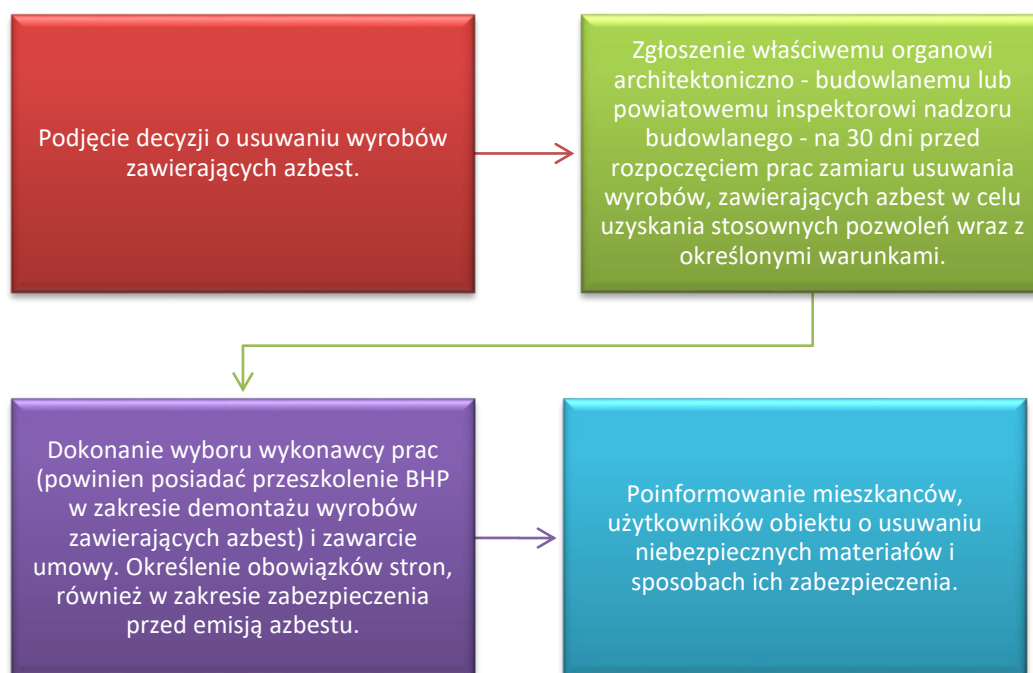 Podjęcie decyzji o usuwaniu wyrobów
zawierających azbest.
Zgłoszenie właściwemu organowi
architektoniczno - budowlanemu lub
powiatowemu inspektorowi nadzoru
budowlanego - na 30 dni przed
rozpoczęciem prac zamiaru usuwania
wyrobów, zawierających azbest w celu
uzyskania stosownych pozwoleń wraz z
określonymi warunkami.
Dokonanie wyboru wykonawcy prac
(powinien posiadać przeszkolenie BHP
w zakresie demontażu wyrobów
zawierających azbest) i zawarcie
umowy. Określenie obowiązków stron,
również w zakresie zabezpieczenia
przed emisją azbestu.
Poinformowanie mieszkanców,
użytkowników obiektu o usuwaniu
niebezpiecznych materiałów i
sposobach ich zabezpieczenia.